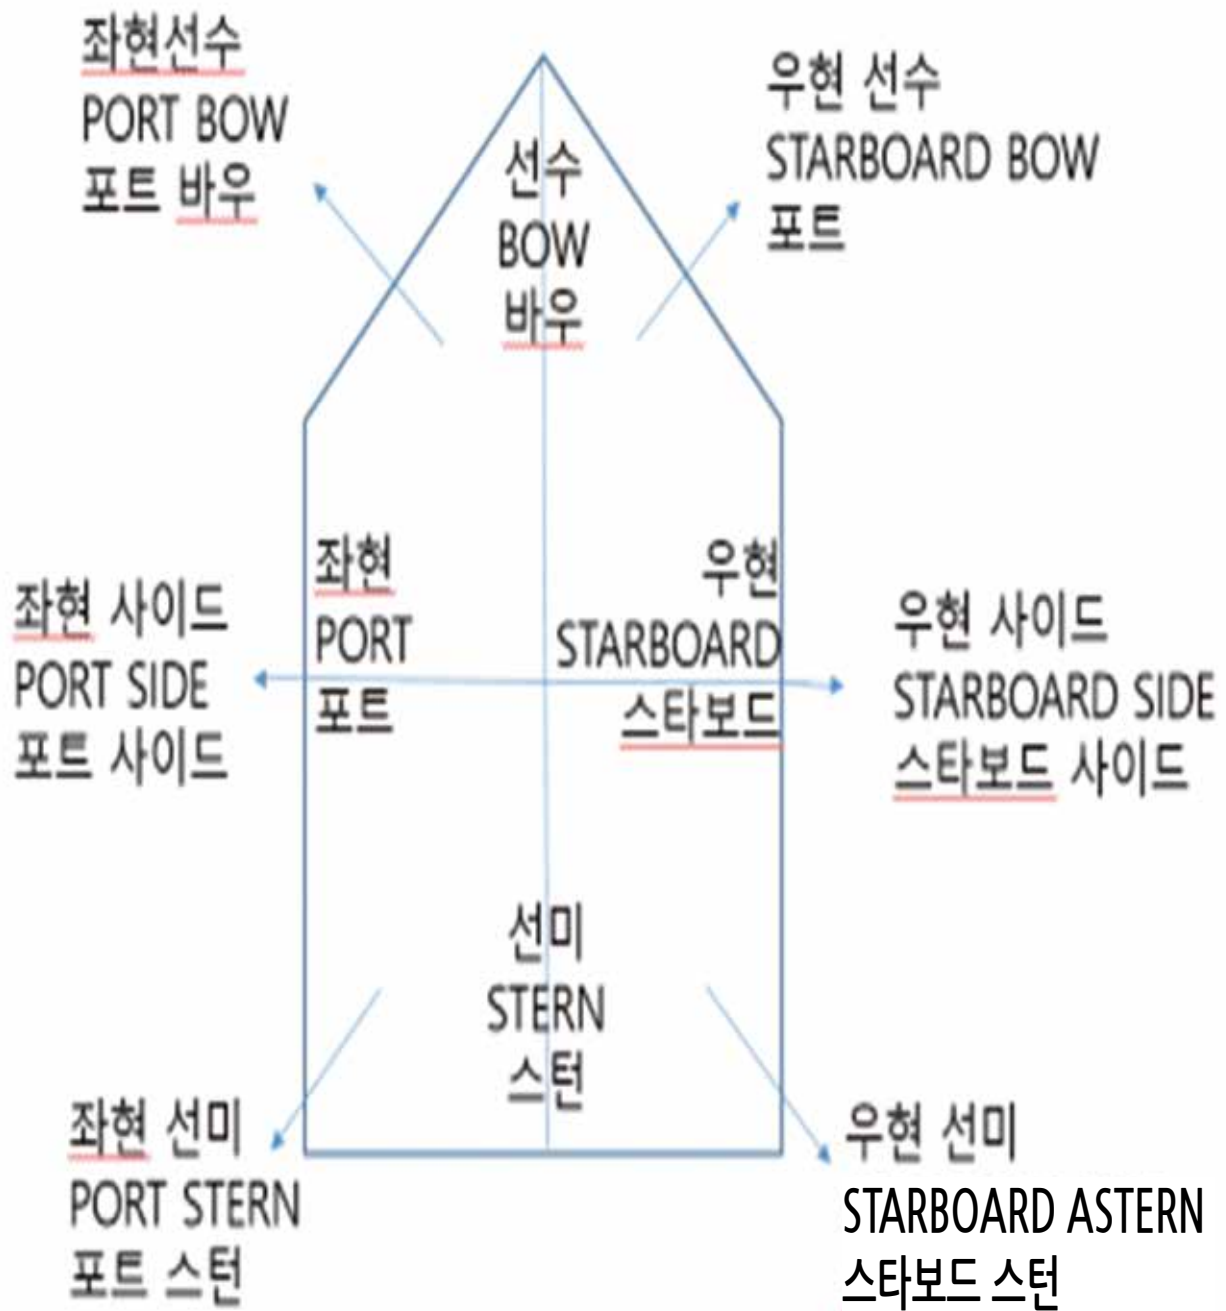 좌현선수
PORT BOW
포트 바우
우현 선수
STARBOARD BOW
포트
선수
BOW
바우
좌현 사이드
PORT SIDE
포트 사이드
좌현
PORT
포트
우현
STARBOARD
스타보드
우현 사이드
STARBOARD SIDE
스타보드 사이드
선미
STERN
스턴
좌현 선미
PORT STERN
포트 스턴
우현 선미
STARBOARD ASTERN
스타보드 스턴